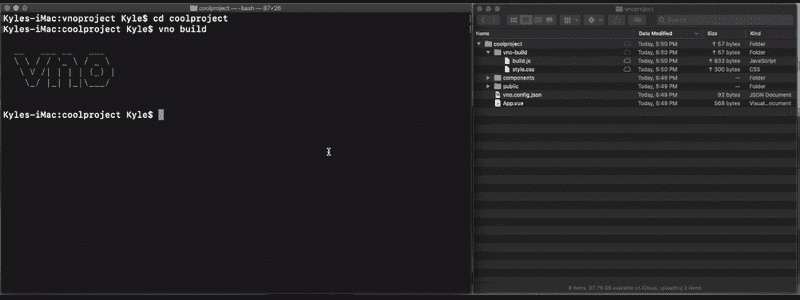 coolproject — -bash — 87×26
Kyles-iMac:vnoproject Kyle$ cd coolproject
Kyles-iMac:coolproject Kyle$ vno build
vno
Kyles-iMac:coolproject Kyle$
vnoproject
Search
Name Date Modified Size Kind
coolproject Today, 5:50 PM ↑ 57 bytes Folder
vno-build Today, 5:50 PM ↑ 57 bytes Folder
build.js Today, 5:50 PM ↑ 832 bytes JavaScript
style.css Today, 5:50 PM ↑ 300 bytes CSS
components Today, 5:49 PM -- Folder
public Today, 5:49 PM -- Folder
vno.config.json Today, 5:49 PM 92 bytes JSON Document
App.vue Today, 5:49 PM 568 bytes Visual...ocument
available on iCloud, uploading 2 items